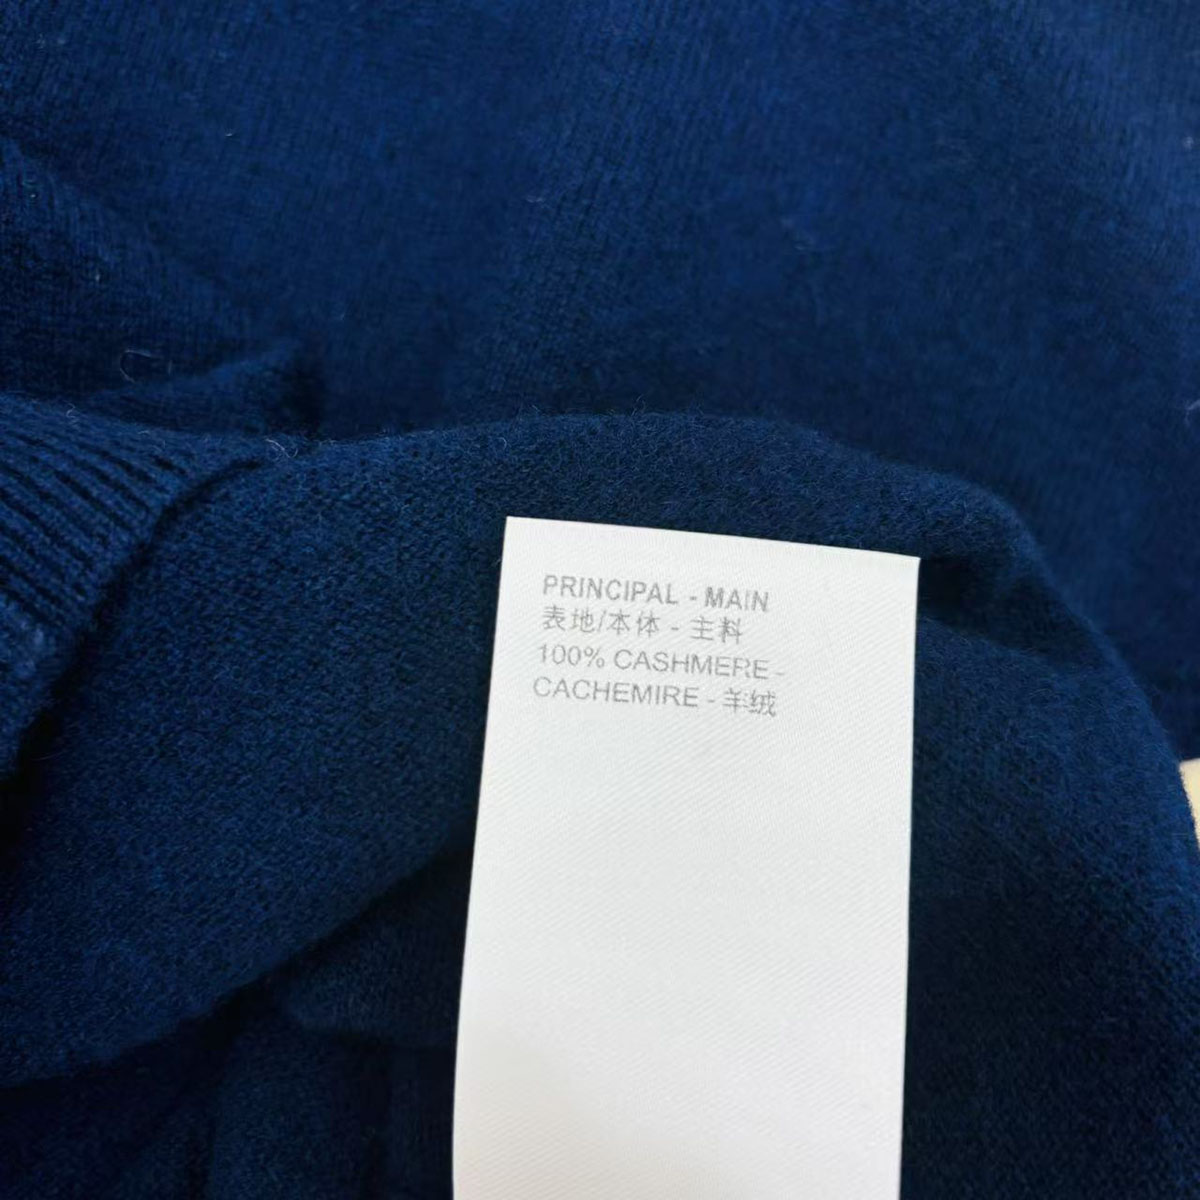 PRINCIPAL - MAIN
表地/本体 - 主料
100% CASHMERE -
CACHEMIRE - 羊绒